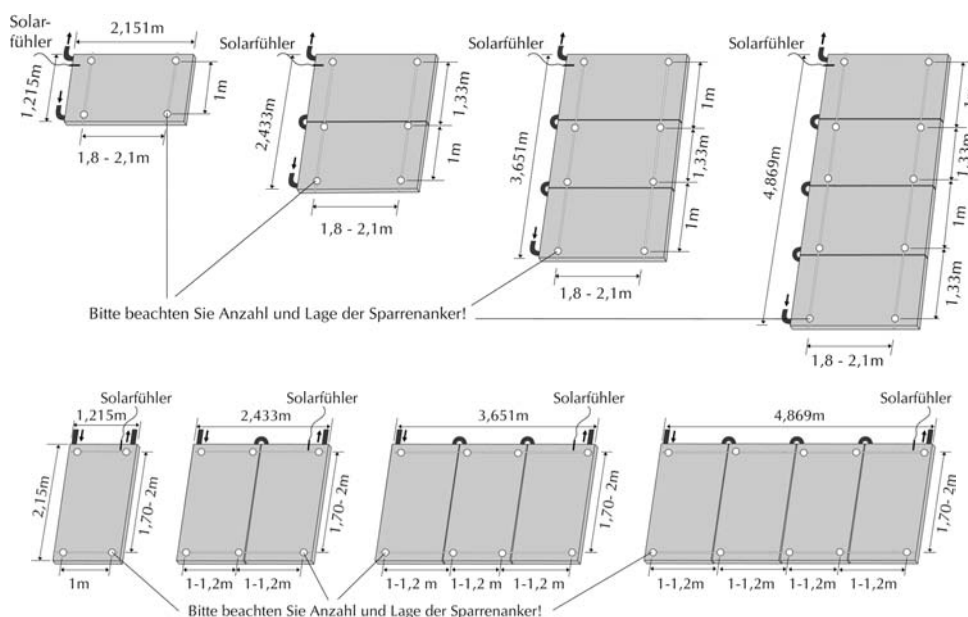 Solar-
fühler
2,151m
1,215m
1m
1,8 - 2,1m
Solarfühler
2,433m
1,33m
1m
1,8 - 2,1m
Solarfühler
3,651m
1m
1,33m
1m
1,8 - 2,1m
Solarfühler
4,869m
1m
1,33m
1m
1,33m
1,8 - 2,1m
Bitte beachten Sie Anzahl und Lage der Sparrenanker!
Solarfühler
1,215m
2,15m
1,70- 2m
1m
Solarfühler
2,433m
1,70- 2m
1-1,2m
1-1,2m
Solarfühler
3,651m
1,70- 2m
1-1,2 m
1-1,2 m
1-1,2 m
Solarfühler
4,869m
1,70- 2m
1-1,2m
1-1,2m
1-1,2m
1-1,2m
Bitte beachten Sie Anzahl und Lage der Sparrenanker!